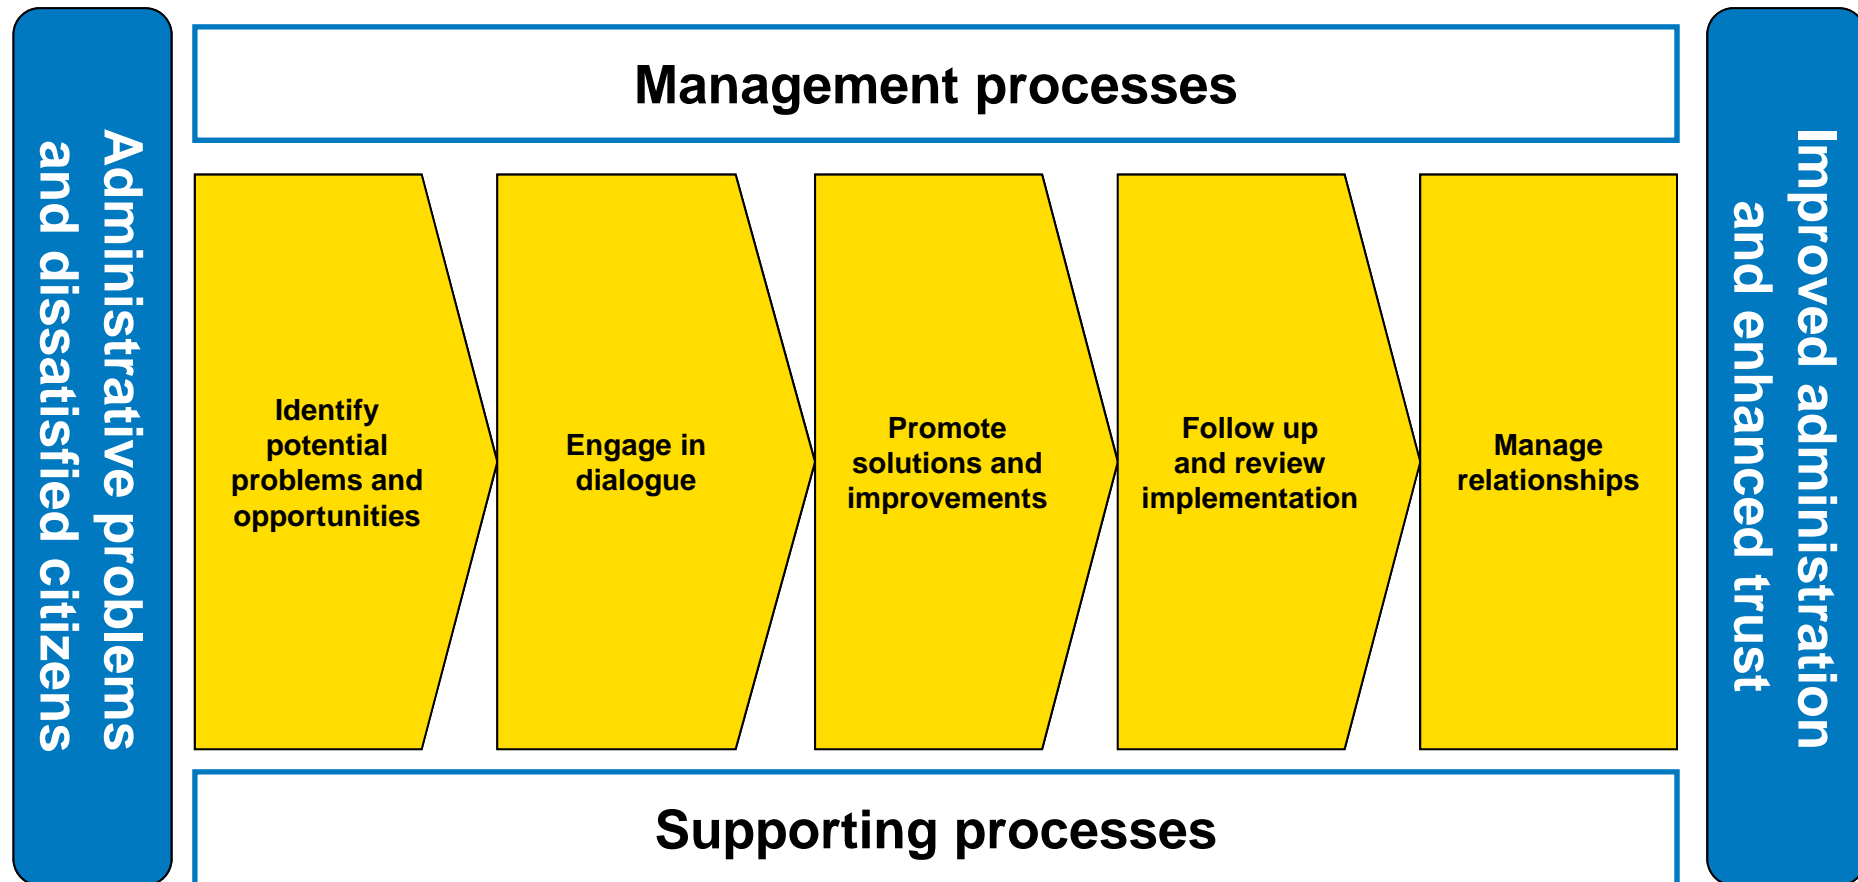 Administrative problems
and dissatisfied citizens
Management processes
Identify
potential
problems and
opportunities
Engage in
dialogue
Promote
solutions and
improvements
Follow up
and review
implementation
Manage
relationships
Supporting processes
Improved administration
and enhanced trust